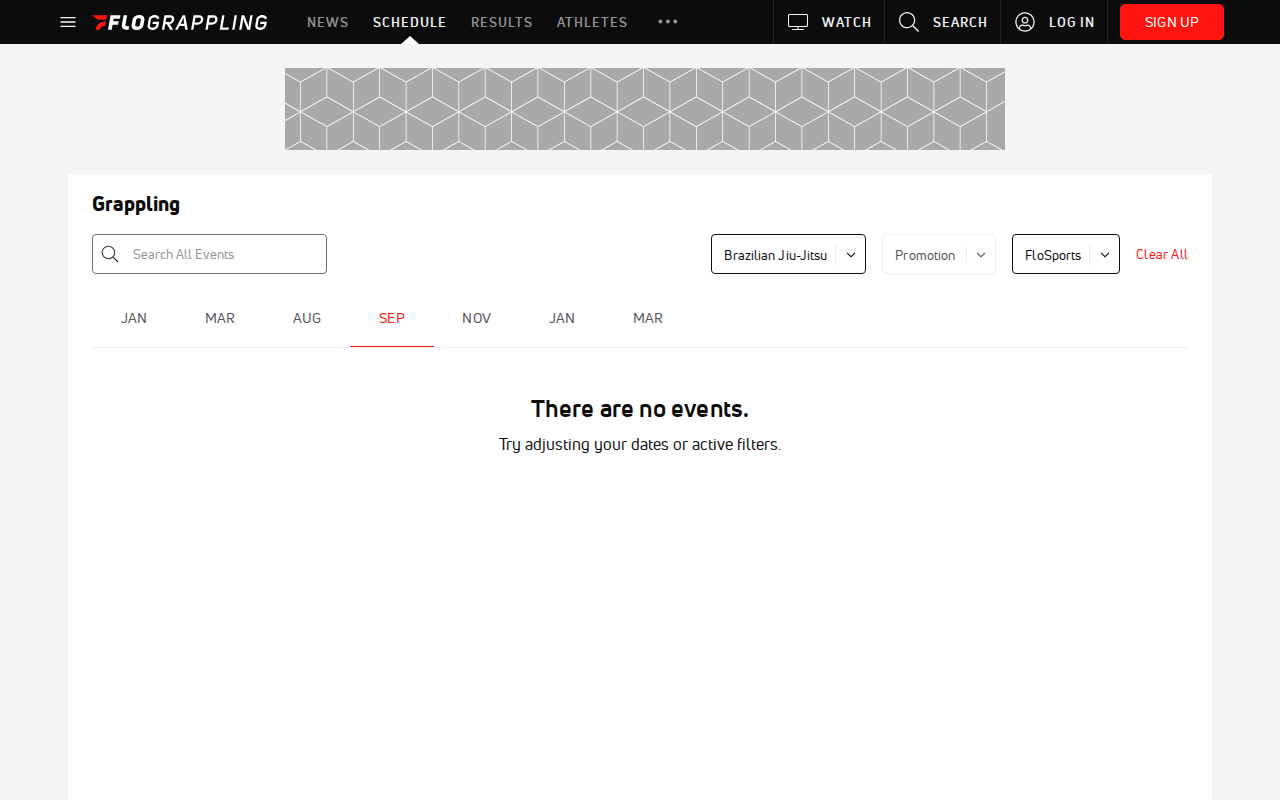 FLOGRAPPLING NEWS SCHEDULE RESULTS ATHLETES WATCH SEARCH LOG IN SIGN UP
Grappling
Search All Events Brazilian Jiu-Jitsu Promotion FloSports Clear All
JAN MAR AUG SEP NOV JAN MAR
There are no events.
Try adjusting your dates or active filters.